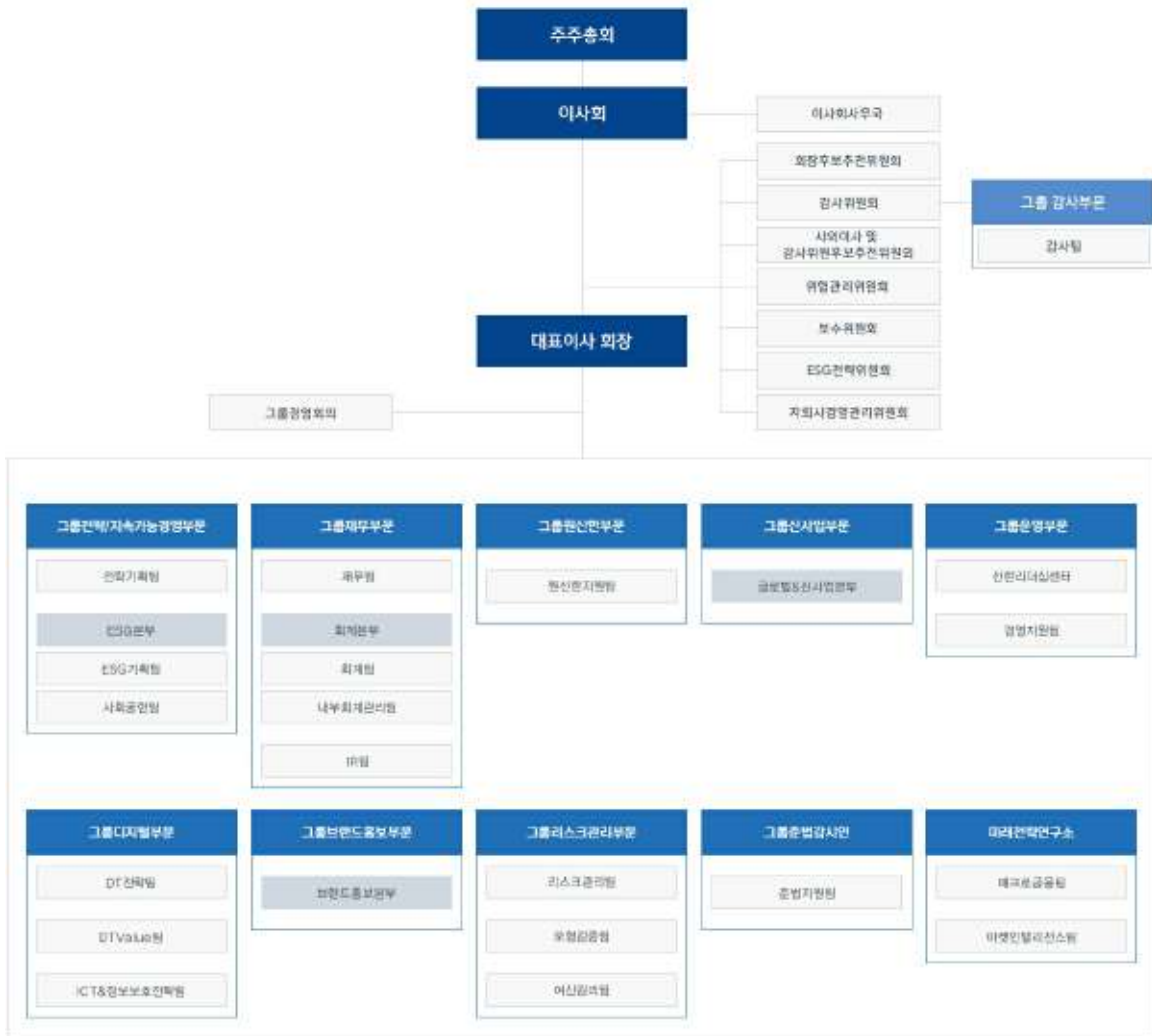 주주총회
이사회
이사회사무국
회장후보추천위원회
감사위원회
그룹 감사부문
사외이사 및
감사위원후보추천위원회
감사팀
위험관리위원회
대표이사 회장
보수위원회
ESG전략위원회
그룹경영회의
자회사경영관리위원회
그룹전략/지속가능경영부문
그룹재무부문
그룹원신한부문
그룹신사업부문
그룹운영부문
전략기획팀
재무팀
원신한지원팀
글로벌&신사업본부
신한리더십센터
ESG본부
회계본부
경영지원팀
ESG기획팀
회계팀
사회공헌팀
내부회계관리팀
IR팀
그룹디지털부문
그룹브랜드홍보부문
그룹리스크관리부문
그룹준법감시인
미래전략연구소
DT전략팀
브랜드홍보본부
리스크관리팀
준법지원팀
매크로금융팀
DTValue팀
모형검증팀
마켓인텔리전스팀
ICT&정보보호전략팀
여신감리팀